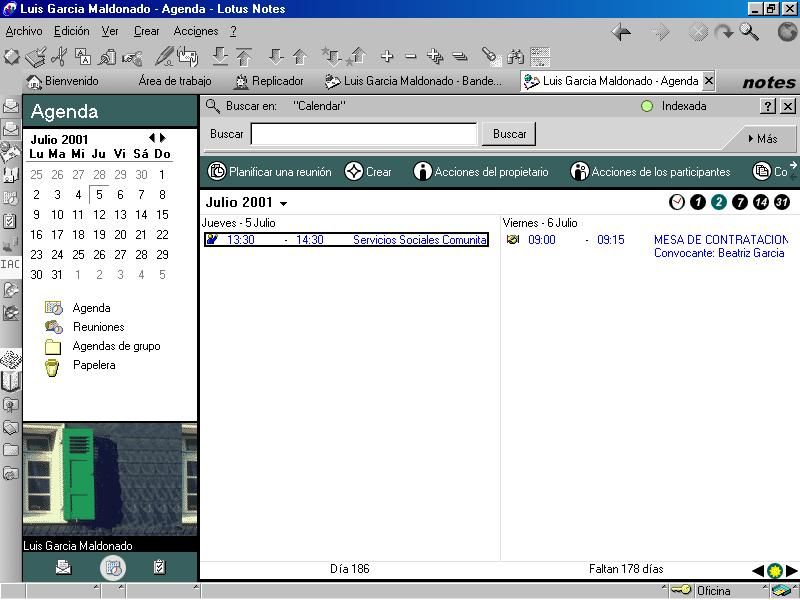 Luis Garcia Maldonado - Agenda - Lotus Notes
Archivo Edición Ver Crear Acciones ?
Bienvenido Área de trabajo Replicador Luis Garcia Maldonado - Bande... Luis Garcia Maldonado - Agenda notes
Agenda
Buscar en: "Calendar" Indexada ?
Buscar Buscar Más
Julio 2001
Lu Ma Mi Ju Vi Sá Do
25 26 27 28 29 30 1
2 3 4 5 6 7 8
9 10 11 12 13 14 15
16 17 18 19 20 21 22
23 24 25 26 27 28 29
30 31 1 2 3 4 5
Planificar una reunión Crear Acciones del propietario Acciones de los participantes Co
Julio 2001 1 2 7 14 31
Jueves - 5 Julio
13:30 - 14:30 Servicios Sociales Comunita
Viernes - 6 Julio
09:00 - 09:15 MESA DE CONTRATACION
Convocante: Beatriz Garcia
IAC
Agenda
Reuniones
Agendas de grupo
Papelera
Luis Garcia Maldonado
Día 186 Faltan 178 días
Oficina